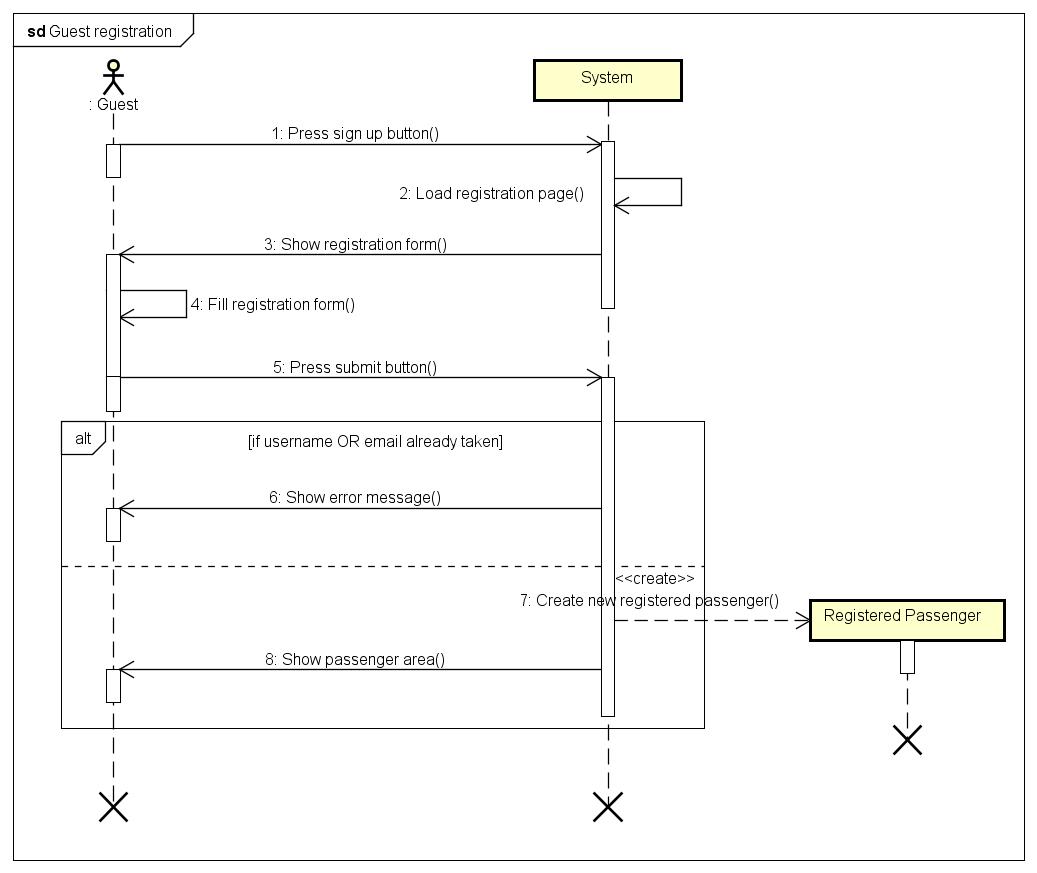 sd Guest registration
: Guest
System
1: Press sign up button()
2: Load registration page()
3: Show registration form()
4: Fill registration form()
5: Press submit button()
alt
[if username OR email already taken]
6: Show error message()
<<create>>
7: Create new registered passenger()
Registered Passenger
8: Show passenger area()